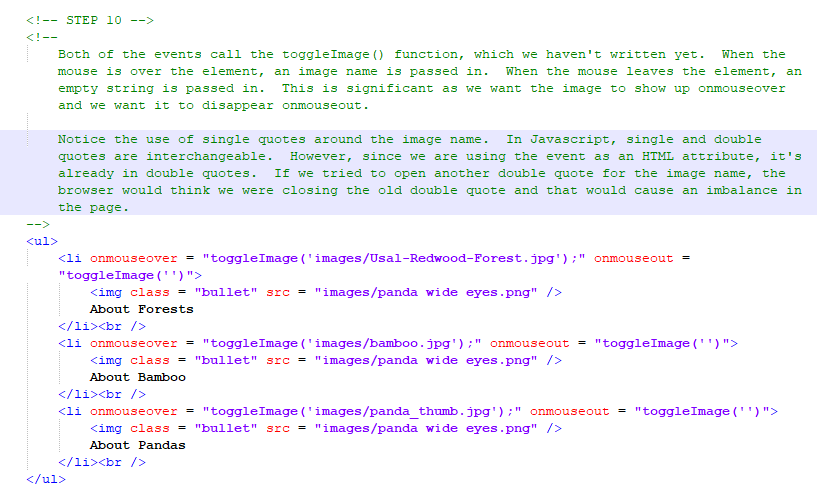 <!-- STEP 10 -->
<!--
Both of the events call the toggleImage() function, which we haven't written yet.  When the
mouse is over the element, an image name is passed in.  When the mouse leaves the element, an
empty string is passed in.  This is significant as we want the image to show up onmouseover
and we want it to disappear onmouseout.
Notice the use of single quotes around the image name.  In Javascript, single and double
quotes are interchangeable.  However, since we are using the event as an HTML attribute, it's
already in double quotes.  If we tried to open another double quote for the image name, the
browser would think we were closing the old double quote and that would cause an imbalance in
the page.
-->
<ul>
<li onmouseover = "toggleImage('images/Usal-Redwood-Forest.jpg');" onmouseout =
"toggleImage('')">
<img class = "bullet" src = "images/panda wide eyes.png" />
About Forests
</li><br />
<li onmouseover = "toggleImage('images/bamboo.jpg');" onmouseout = "toggleImage('')">
<img class = "bullet" src = "images/panda wide eyes.png" />
About Bamboo
</li><br />
<li onmouseover = "toggleImage('images/panda_thumb.jpg');" onmouseout = "toggleImage('')">
<img class = "bullet" src = "images/panda wide eyes.png" />
About Pandas
</li><br />
</ul>